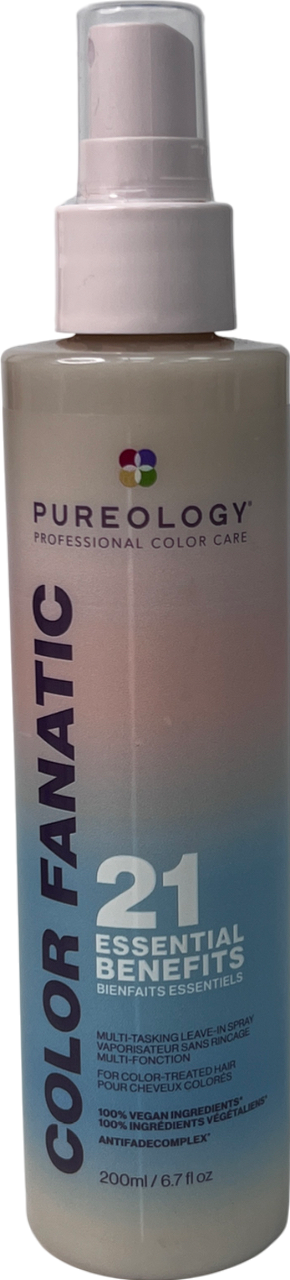 PUREOLOGY®
PROFESSIONAL COLOR CARE
COLOR FANATIC
21
ESSENTIAL
BENEFITS
BIENFAITS ESSENTIELS
MULTI-TASKING LEAVE-IN SPRAY
VAPORISATEUR SANS RINÇAGE
MULTI-FONCTION
FOR COLOR-TREATED HAIR
POUR CHEVEUX COLORÉS
100% VEGAN INGREDIENTS*
100% INGRÉDIENTS VÉGÉTALIENS*
ANTIFADECOMPLEX®
200ml / 6.7 fl oz